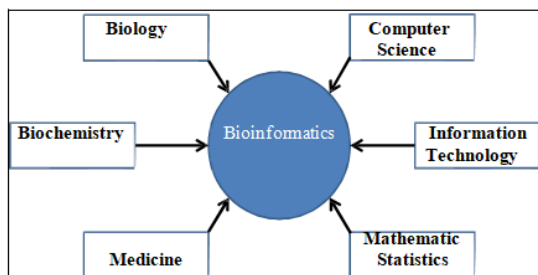 Biology
Computer
Science
Biochemistry
Bioinformatics
Information
Technology
Medicine
Mathematic
Statistics